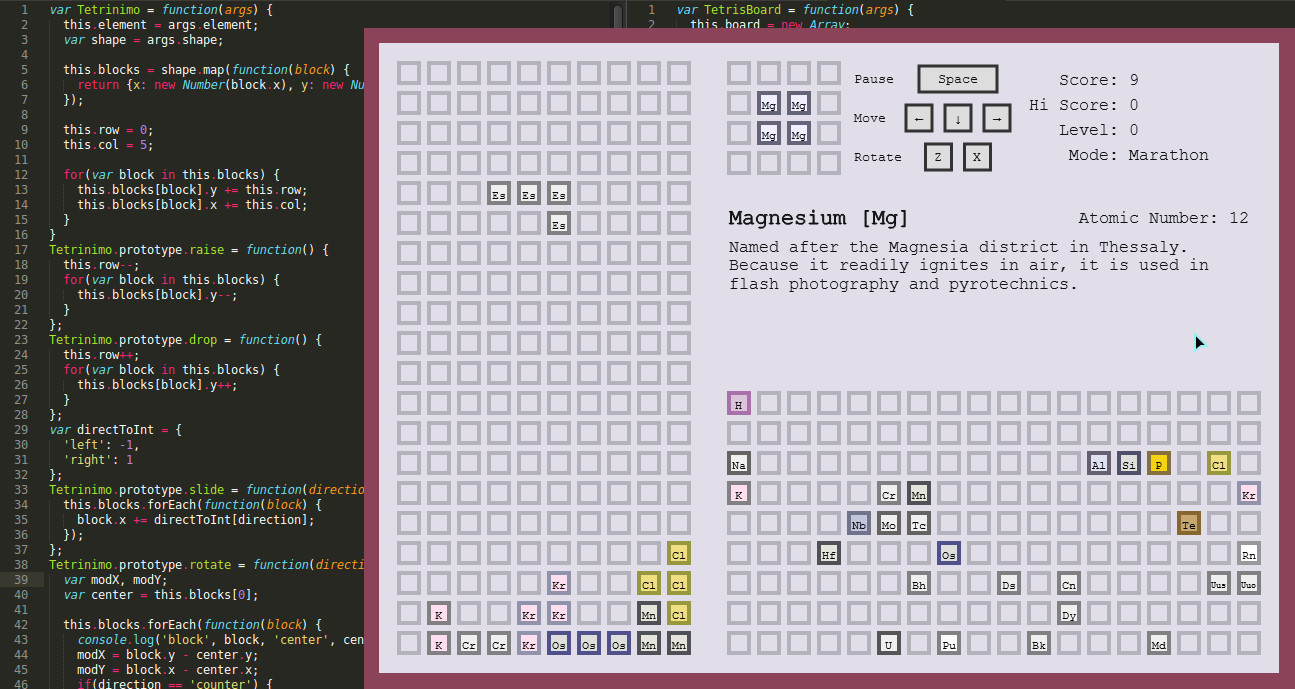 1 var Tetrinimo = function(args) {
2 this.element = args.element;
3 var shape = args.shape;
4
5 this.blocks = shape.map(function(block) {
6 return {x: new Number(block.x), y: new Nu
7 });
8
9 this.row = 0;
10 this.col = 5;
11
12 for(var block in this.blocks) {
13 this.blocks[block].y += this.row;
14 this.blocks[block].x += this.col;
15 }
16 }
17 Tetrinimo.prototype.raise = function() {
18 this.row--;
19 for(var block in this.blocks) {
20 this.blocks[block].y--;
21 }
22 };
23 Tetrinimo.prototype.drop = function() {
24 this.row++;
25 for(var block in this.blocks) {
26 this.blocks[block].y++;
27 }
28 };
29 var directToInt = {
30 'left': -1,
31 'right': 1
32 };
33 Tetrinimo.prototype.slide = function(directio
34 this.blocks.forEach(function(block) {
35 block.x += directToInt[direction];
36 });
37 };
38 Tetrinimo.prototype.rotate = function(directi
39 var modX, modY;
40 var center = this.blocks[0];
41
42 this.blocks.forEach(function(block) {
43 console.log('block', block, 'center', cen
44 modX = block.y - center.y;
45 modY = block.x - center.x;
46 if(direction == 'counter') {
1 var TetrisBoard = function(args) {
2 this.board = new Array;
Es Es Es
Es
Cl
Kr Cl Cl
K Kr Kr Mn Cl
K Cr Cr Kr Os Os Os Mn Mn
Mg Mg
Mg Mg
Pause Space
Move ← ↓ →
Rotate Z X
Score: 9
Hi Score: 0
Level: 0
Mode: Marathon
Magnesium [Mg] Atomic Number: 12
Named after the Magnesia district in Thessaly.
Because it readily ignites in air, it is used in
flash photography and pyrotechnics.
H
Na Al Si P Cl
K Cr Mn Kr
Nb Mo Tc Te
Hf Os Rn
Bh Ds Cn Uus Uuo
Dy
U Pu Bk Md